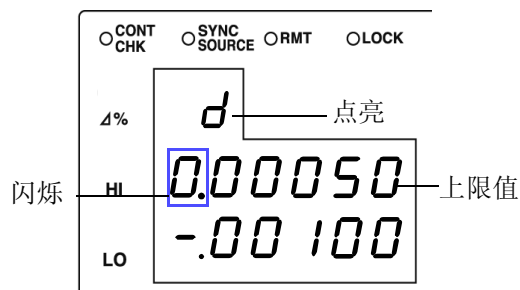 CONT CHK SYNC SOURCE RMT LOCK
⊿% d 点亮
闪烁 HI 0.00050 上限值
LO -.00100